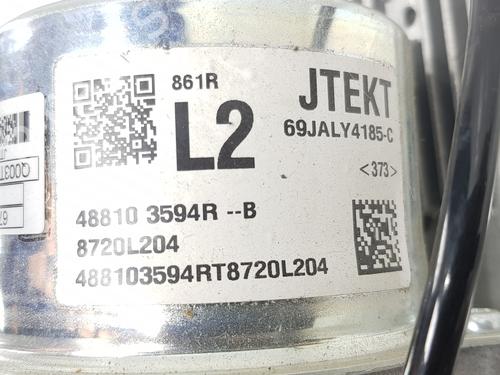 861R
JTEKT
L2
69JALY4185-C
<373>
48810 3594R --B
8720L204
488103594RT8720L204